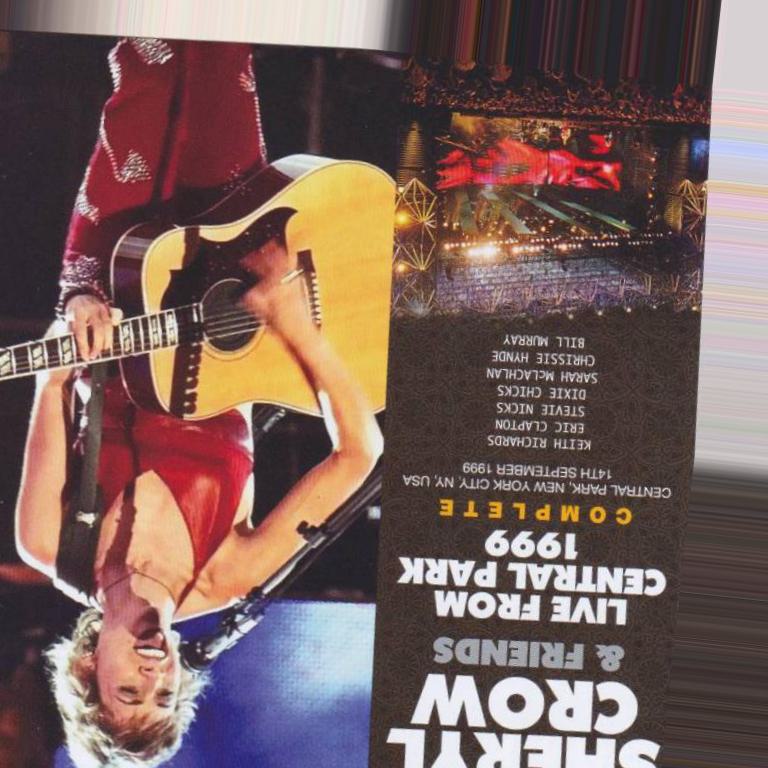 SHERYL
CROW
& FRIENDS
LIVE FROM
CENTRAL PARK
1999
COMPLETE
CENTRAL PARK, NEW YORK CITY, NY, USA
14TH SEPTEMBER 1999
KEITH RICHARDS
ERIC CLAPTON
STEVIE NICKS
DIXIE CHICKS
SARAH McLACHLAN
CHRISSIE HYNDE
BILL MURRAY